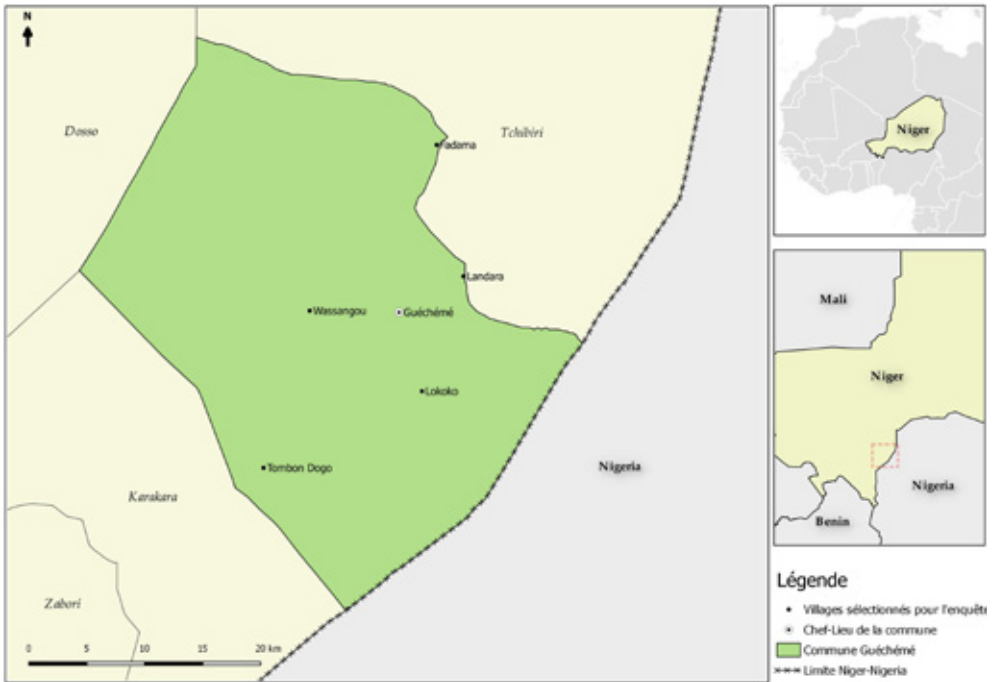 N
Dosso
Tchibiri
Fadama
Landara
Wassangou
Guéchémé
Lokoko
Tombon Dogo
Karakara
Nigeria
Zabori
0 5 10 15 20 km
Niger
Mali
Niger
Nigeria
Benin
Légende
Villages sélectionnés pour l'enquête
Chef-Lieu de la commune
Commune Guéchémé
Limite Niger-Nigeria